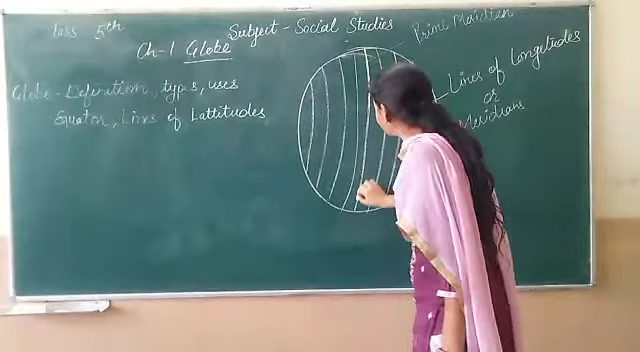 lass 5th
Subject - Social Studies
Ch-1 Globe
Globe - Definition, types, uses
Equator, Lines of Lattitudes
Prime Meridian
Lines of Longitudes
or
Meridians